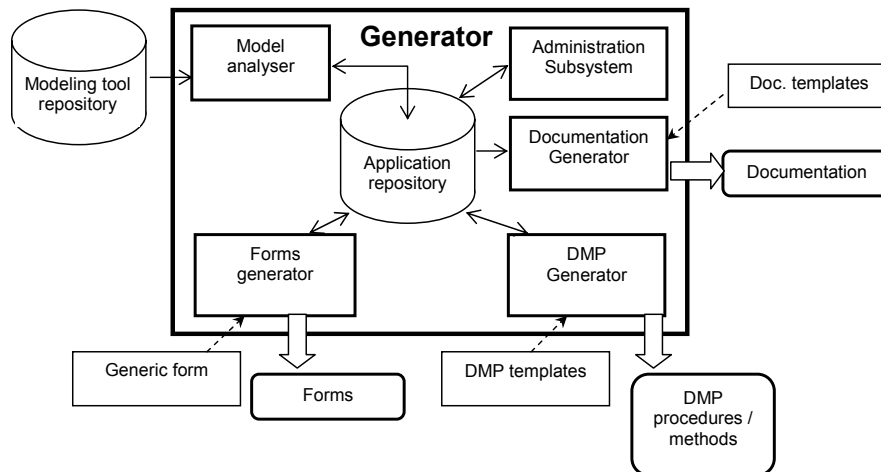 Generator
Modeling tool
repository
Model
analyser
Administration
Subsystem
Doc. templates
Application
repository
Documentation
Generator
Documentation
Forms
generator
DMP
Generator
Generic form
DMP templates
Forms
DMP
procedures /
methods